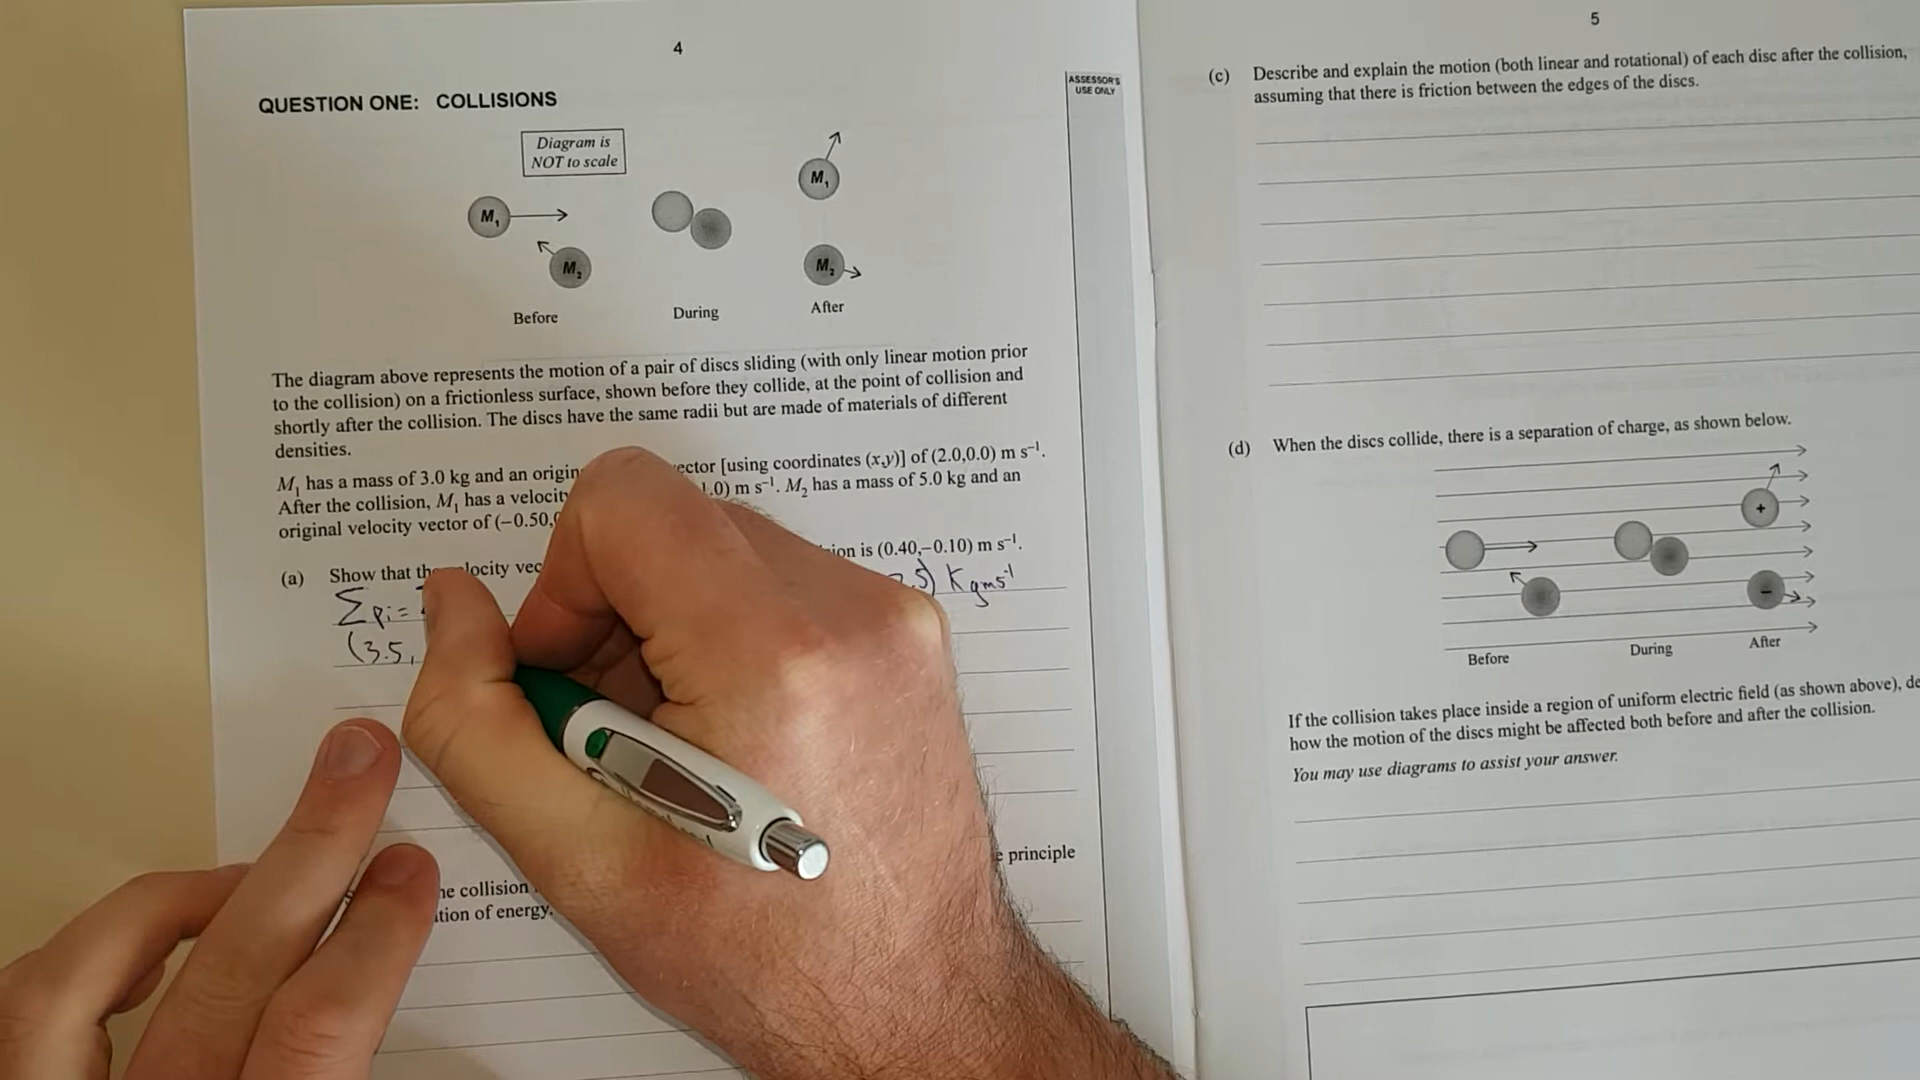 4
QUESTION ONE: COLLISIONS
ASSESSOR'S
USE ONLY
Diagram is
NOT to scale
M₁
M₂
M₁
M₂
Before
During
After
The diagram above represents the motion of a pair of discs sliding (with only linear motion prior
to the collision) on a frictionless surface, shown before they collide, at the point of collision and
shortly after the collision. The discs have the same radii but are made of materials of different
densities.
M₁ has a mass of 3.0 kg and an ector [using coordinates (x,y)] of (2.0,0.0) m s⁻¹.
After the collision, M₁ has a .0) m s⁻¹. M₂ has a mass of 5.0 kg and an
original velocity vector of (−0.50,
(a) Show that locity vec ion is (0.40,−0.10) m s⁻¹.
Σpi= .5) Kgms⁻¹
(3.5,
principle
collision
tion of energy.
5
(c) Describe and explain the motion (both linear and rotational) of each disc after the collision,
assuming that there is friction between the edges of the discs.
(d) When the discs collide, there is a separation of charge, as shown below.
+
−
Before
During
After
If the collision takes place inside a region of uniform electric field (as shown above), de
how the motion of the discs might be affected both before and after the collision.
You may use diagrams to assist your answer.